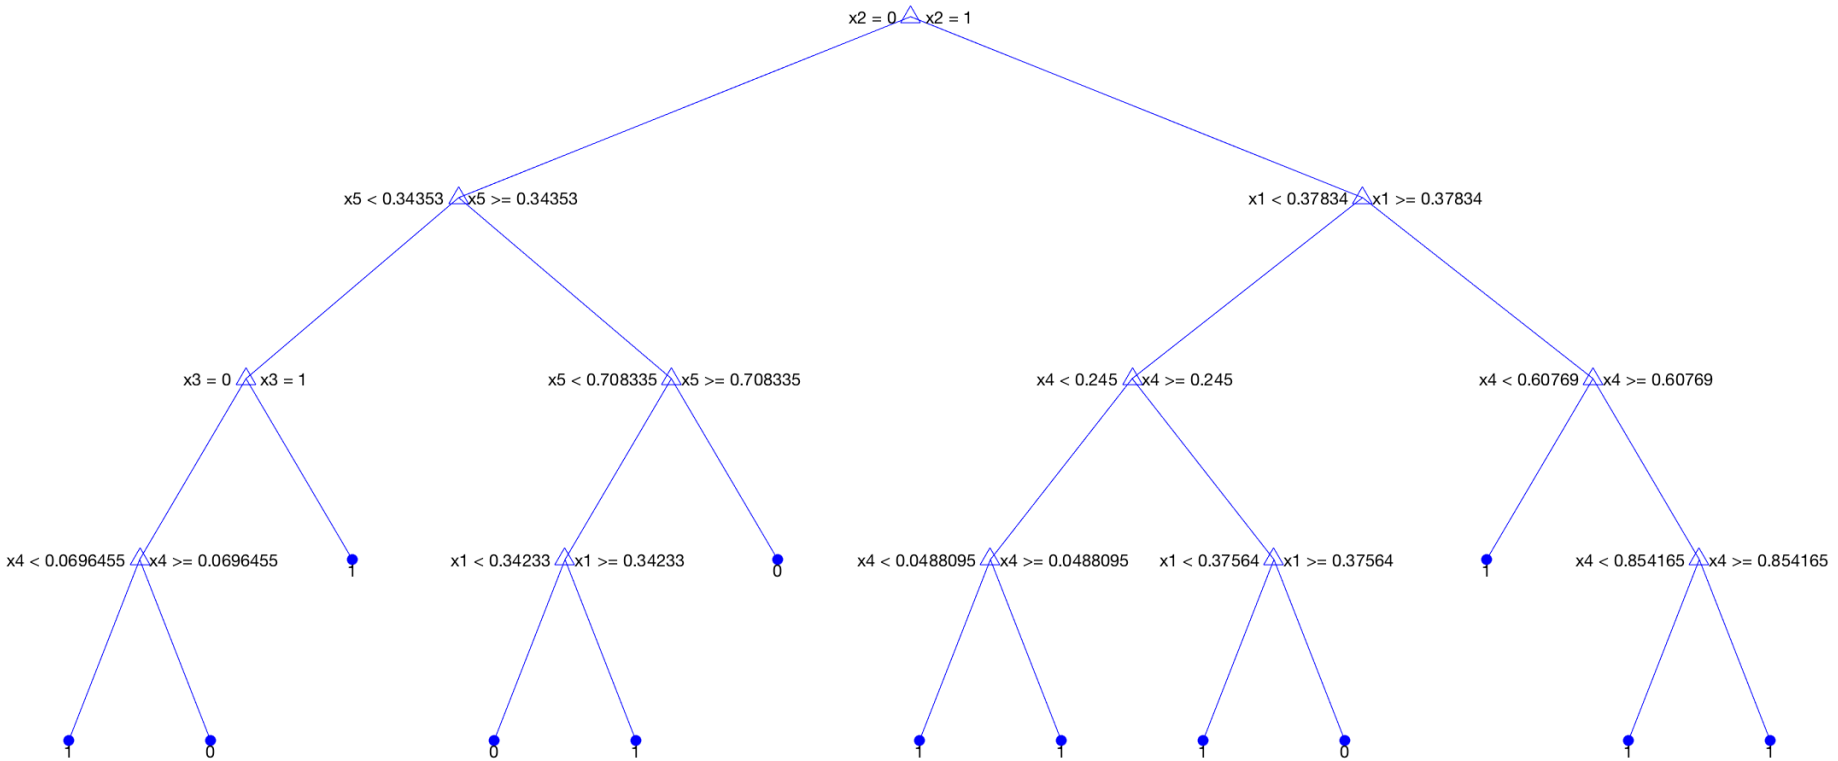 x2 = 0 x2 = 1
x5 < 0.34353 x5 >= 0.34353 x1 < 0.37834 x1 >= 0.37834
x3 = 0 x3 = 1 x5 < 0.708335 x5 >= 0.708335 x4 < 0.245 x4 >= 0.245 x4 < 0.60769 x4 >= 0.60769
x4 < 0.0696455 x4 >= 0.0696455 1 x1 < 0.34233 x1 >= 0.34233 0 x4 < 0.0488095 x4 >= 0.0488095 x1 < 0.37564 x1 >= 0.37564 1 x4 < 0.854165 x4 >= 0.854165
1 0 0 1 1 1 1 0 1 1